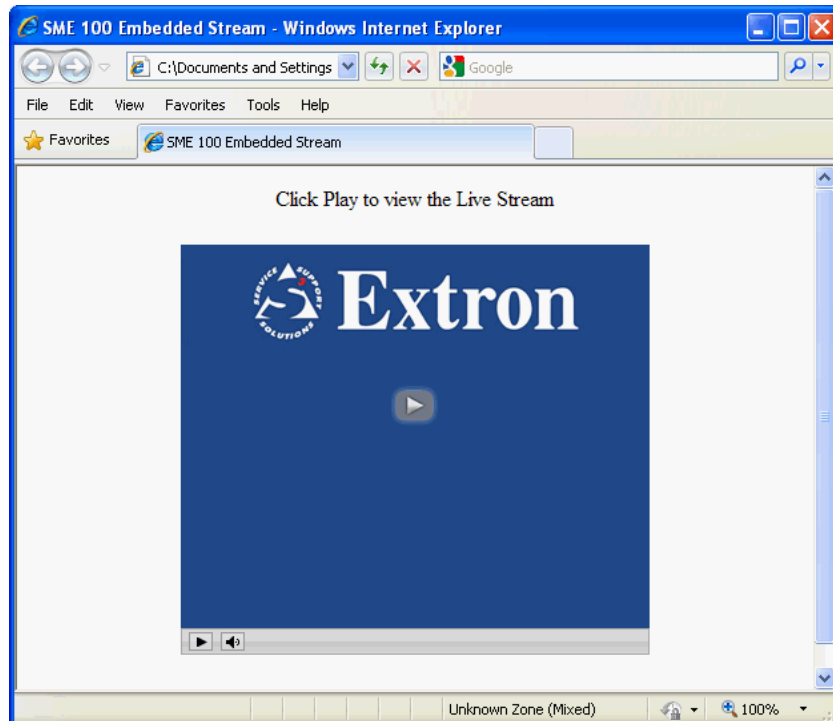 SME 100 Embedded Stream - Windows Internet Explorer
C:\Documents and Settings
Google
File Edit View Favorites Tools Help
Favorites
SME 100 Embedded Stream
Click Play to view the Live Stream
SERVICE SUPPORT SOLUTIONS
Extron
Unknown Zone (Mixed)
100%